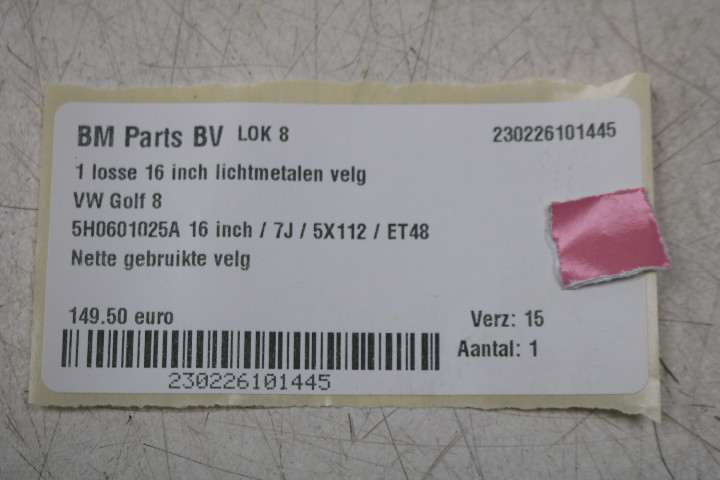 BM Parts BV LOK 8 230226101445
1 losse 16 inch lichtmetalen velg
VW Golf 8
5H0601025A 16 inch / 7J / 5X112 / ET48
Nette gebruikte velg
149.50 euro Verz: 15
Aantal: 1
230226101445